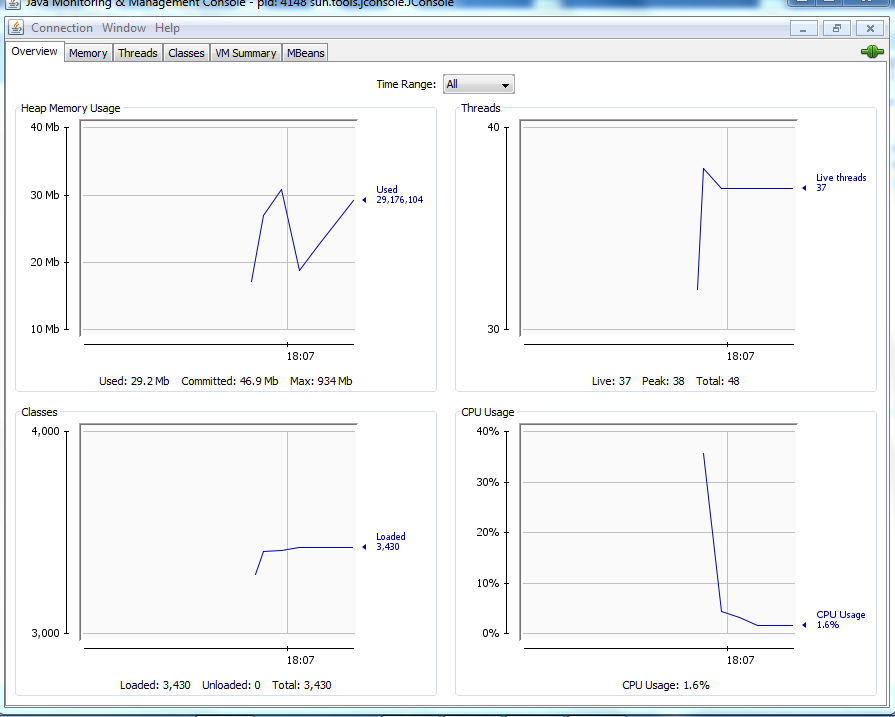 Java Monitoring & Management Console - pid: 4148 sun.tools.jconsole.JConsole
Connection Window Help
Overview Memory Threads Classes VM Summary MBeans
Time Range: All
Heap Memory Usage
40 Mb
30 Mb
20 Mb
10 Mb
Used
29,176,104
18:07
Used: 29.2 Mb Committed: 46.9 Mb Max: 934 Mb
Threads
40
30
Live threads
37
18:07
Live: 37 Peak: 38 Total: 48
Classes
4,000
3,000
Loaded
3,430
18:07
Loaded: 3,430 Unloaded: 0 Total: 3,430
CPU Usage
40%
30%
20%
10%
0%
CPU Usage
1.6%
18:07
CPU Usage: 1.6%